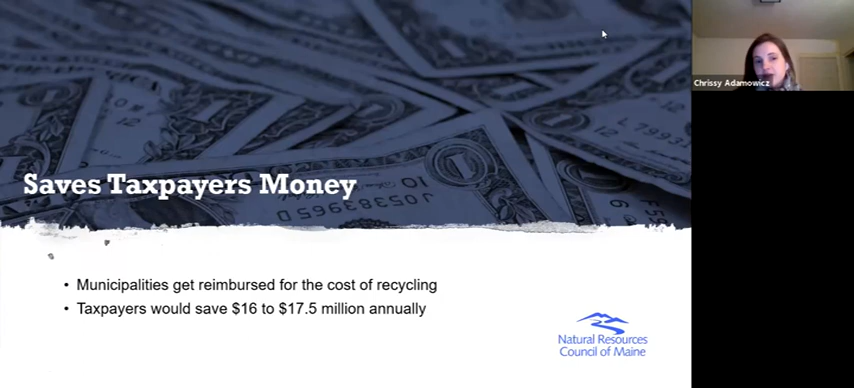 Chrissy Adamowicz
Saves Taxpayers Money
• Municipalities get reimbursed for the cost of recycling
• Taxpayers would save $16 to $17.5 million annually
Natural Resources
Council of Maine